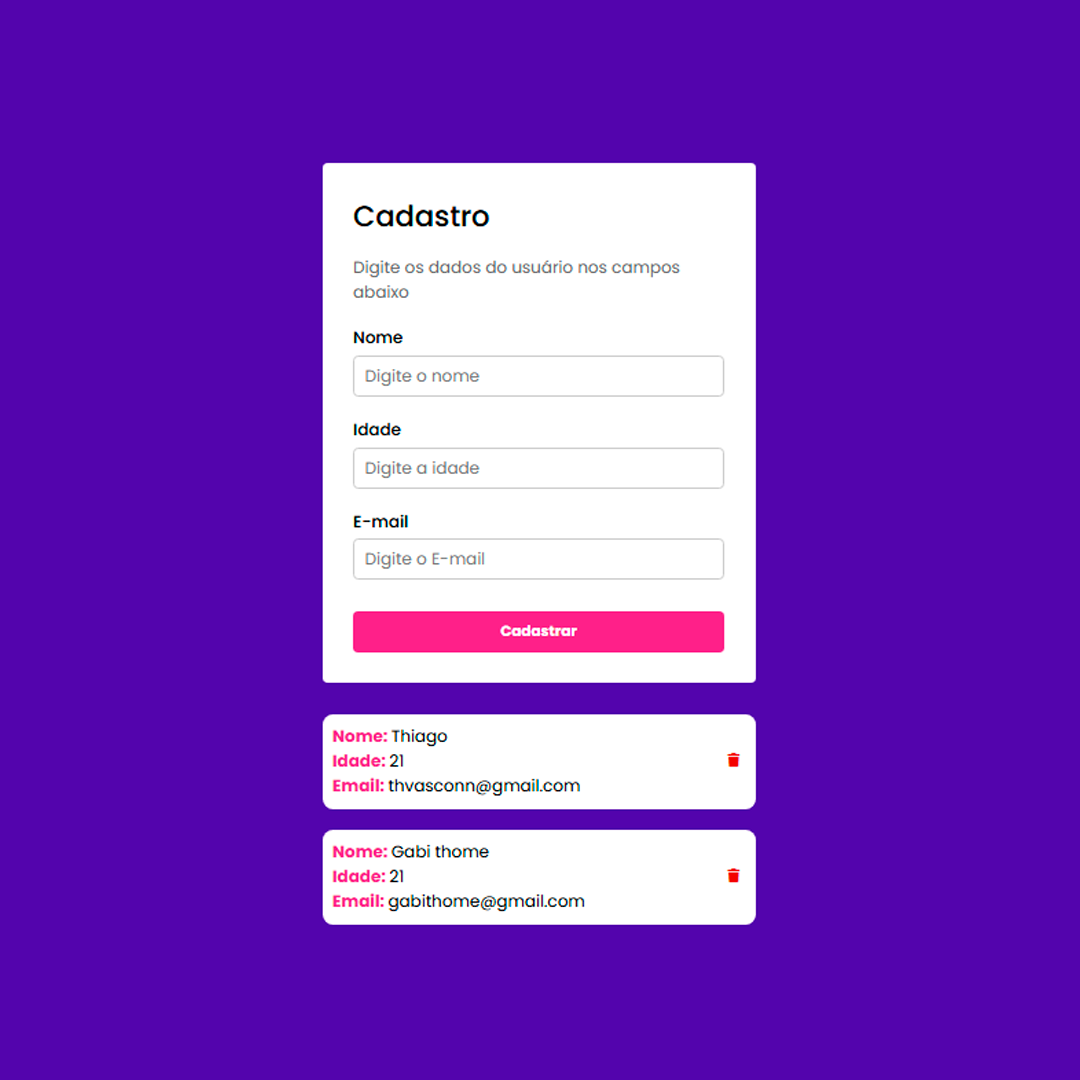 Cadastro
Digite os dados do usuário nos campos
abaixo
Nome
Digite o nome
Idade
Digite a idade
E-mail
Digite o E-mail
Cadastrar
Nome: Thiago
Idade: 21
Email: thvasconn@gmail.com
Nome: Gabi thome
Idade: 21
Email: gabithome@gmail.com